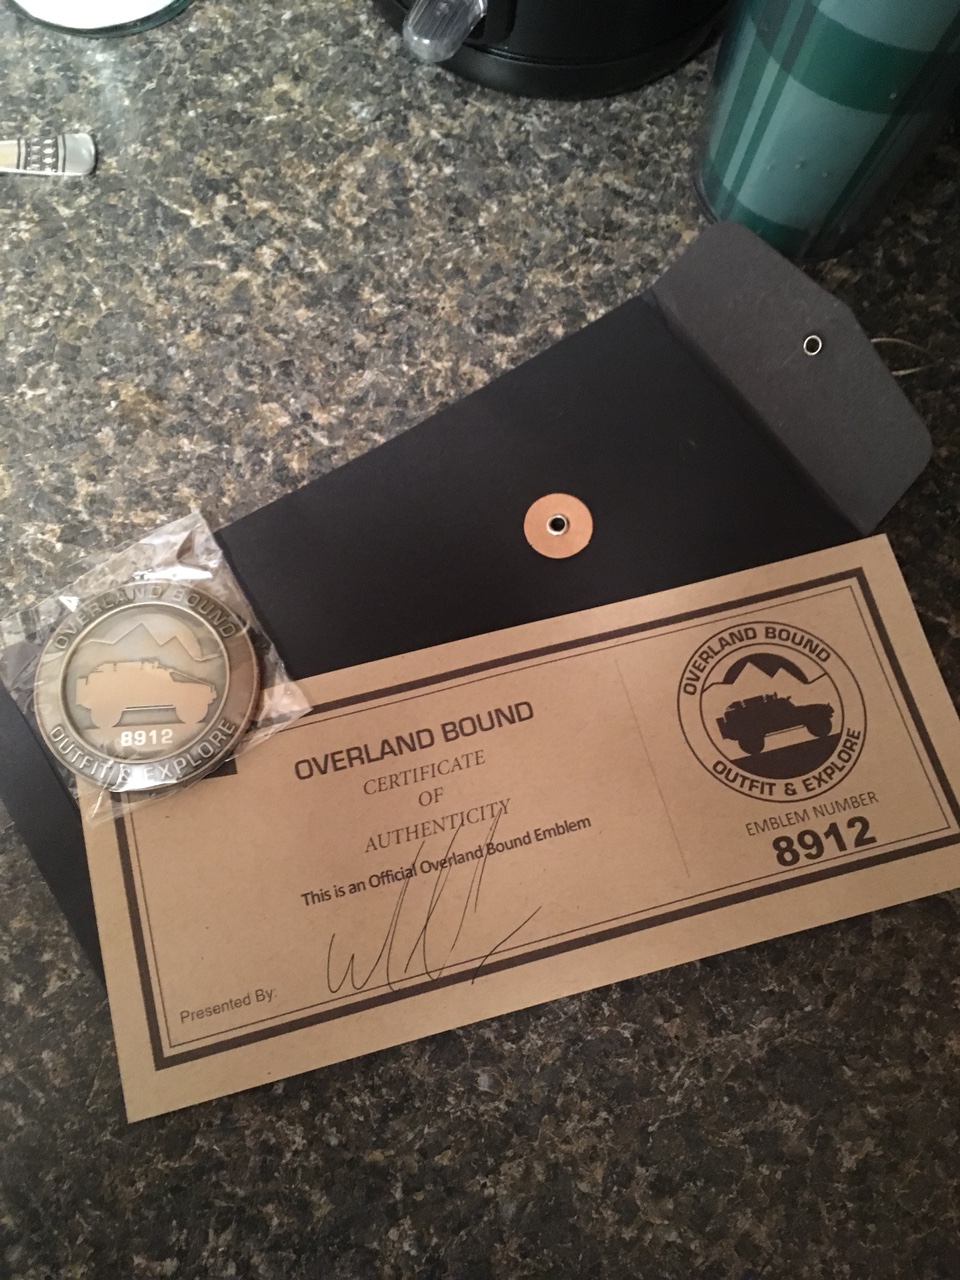 OVERLAND BOUND
8912
OUTFIT & EXPLORE
OVERLAND BOUND
CERTIFICATE
OF
AUTHENTICITY
This is an Official Overland Bound Emblem
Presented By:
OVERLAND BOUND
OUTFIT & EXPLORE
EMBLEM NUMBER
8912